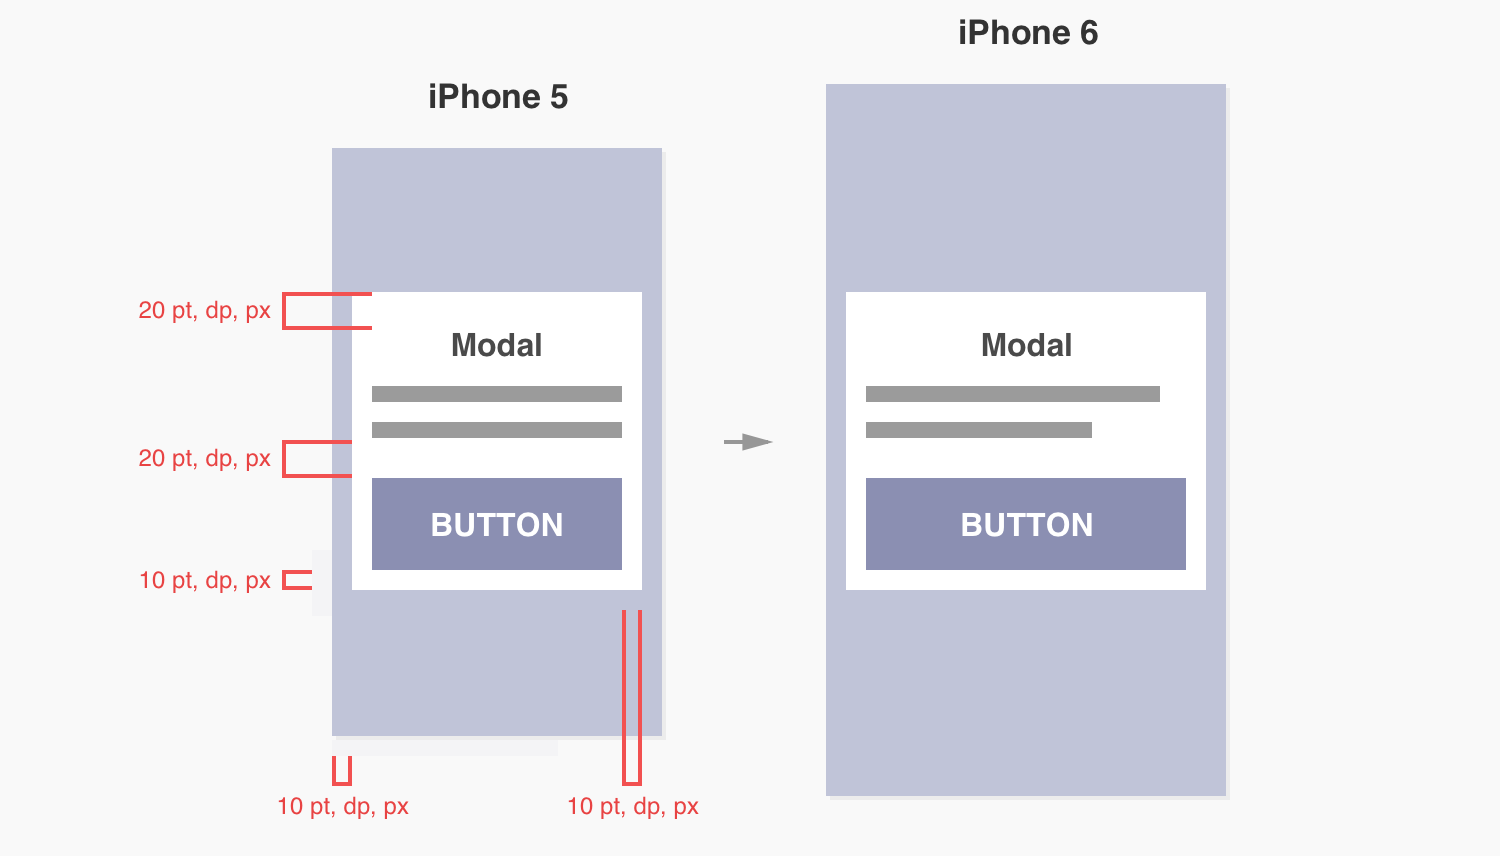 iPhone 6
iPhone 5
20 pt, dp, px
Modal
Modal
20 pt, dp, px
BUTTON
BUTTON
10 pt, dp, px
10 pt, dp, px
10 pt, dp, px